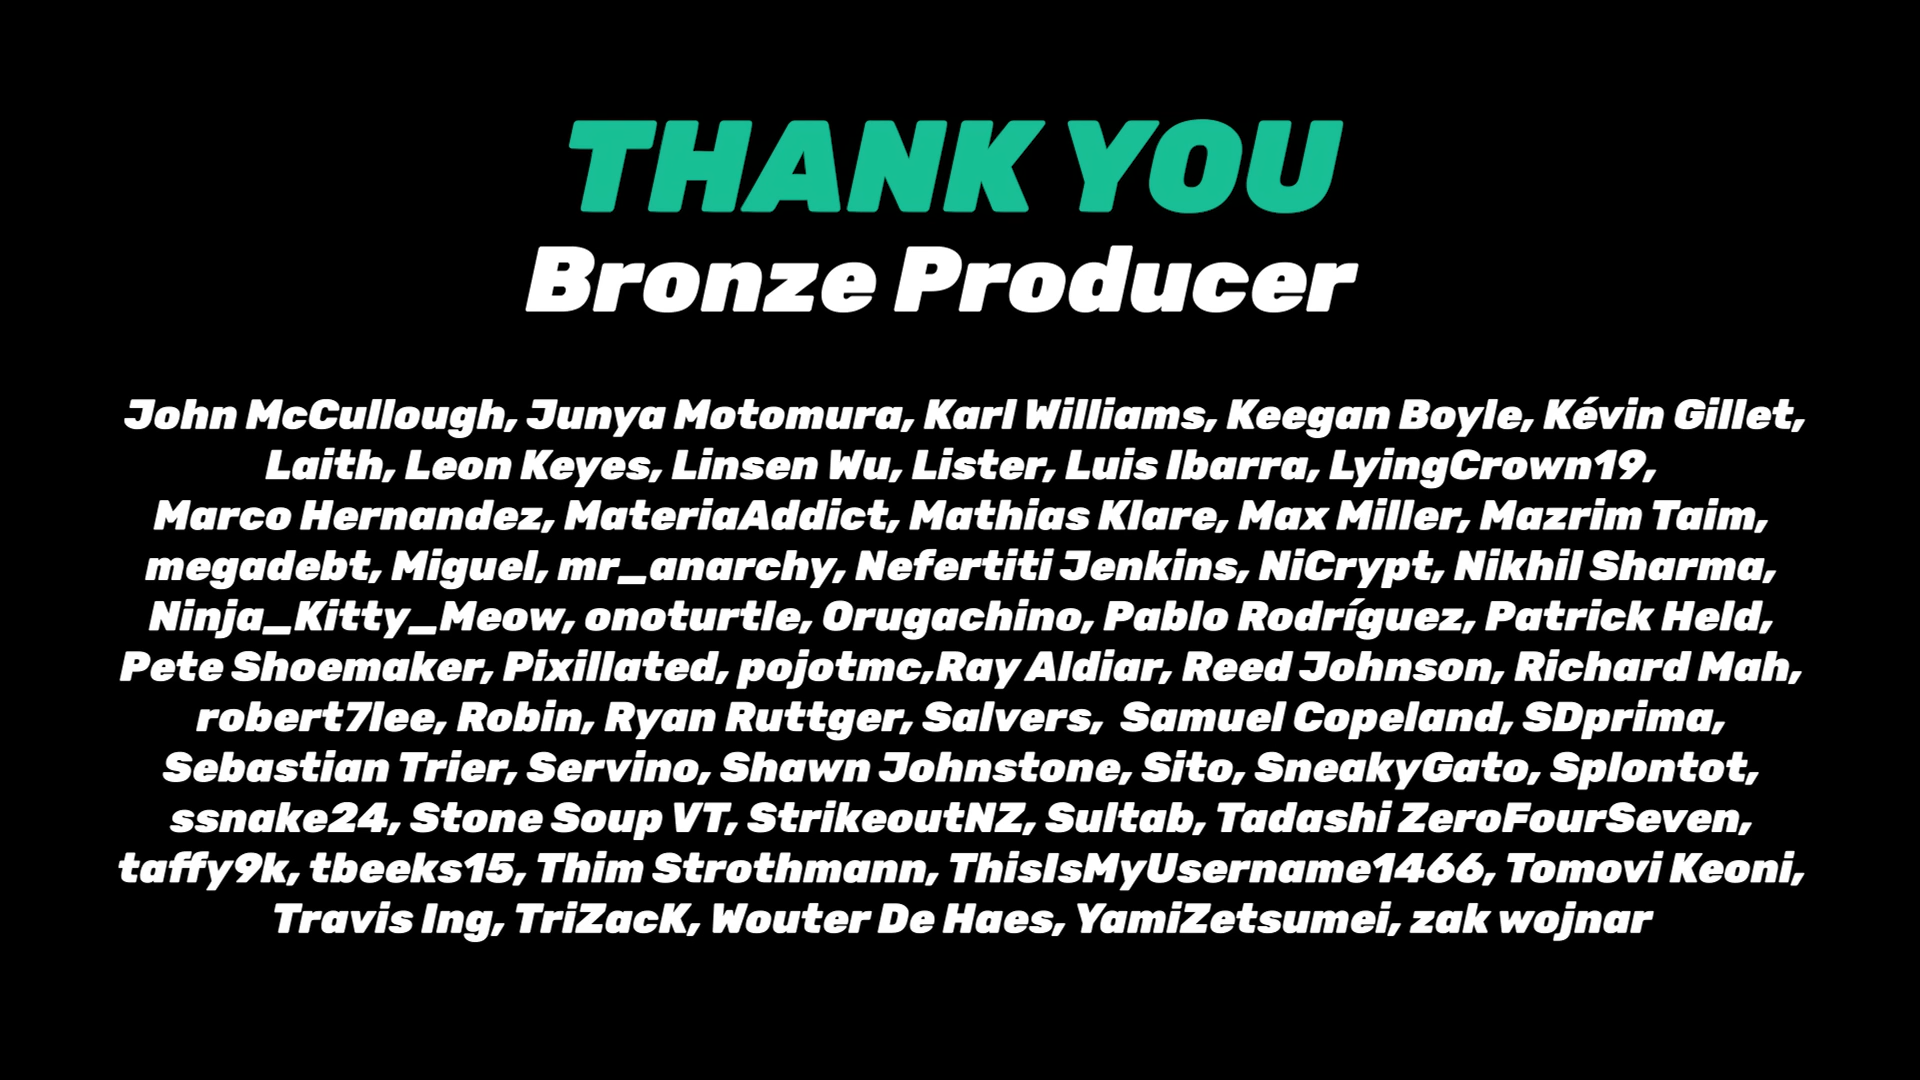 THANK YOU
Bronze Producer
John McCullough, Junya Motomura, Karl Williams, Keegan Boyle, Kévin Gillet,
Laith, Leon Keyes, Linsen Wu, Lister, Luis Ibarra, LyingCrown19,
Marco Hernandez, MateriaAddict, Mathias Klare, Max Miller, Mazrim Taim,
megadebt, Miguel, mr_anarchy, Nefertiti Jenkins, NiCrypt, Nikhil Sharma,
Ninja_Kitty_Meow, onoturtle, Orugachino, Pablo Rodríguez, Patrick Held,
Pete Shoemaker, Pixillated, pojotmc,Ray Aldiar, Reed Johnson, Richard Mah,
robert7lee, Robin, Ryan Ruttger, Salvers,  Samuel Copeland, SDprima,
Sebastian Trier, Servino, Shawn Johnstone, Sito, SneakyGato, Splontot,
ssnake24, Stone Soup VT, StrikeoutNZ, Sultab, Tadashi ZeroFourSeven,
taffy9k, tbeeks15, Thim Strothmann, ThisIsMyUsername1466, Tomovi Keoni,
Travis Ing, TriZacK, Wouter De Haes, YamiZetsumei, zak wojnar